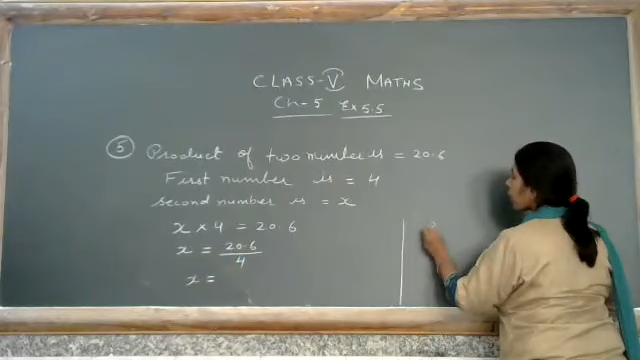 CLASS-V MATHS
Ch-5 Ex 5.5
5 Product of two number is = 20.6
First number is = 4
second number is = x
x × 4 = 20.6
x = 20.6
4
x =